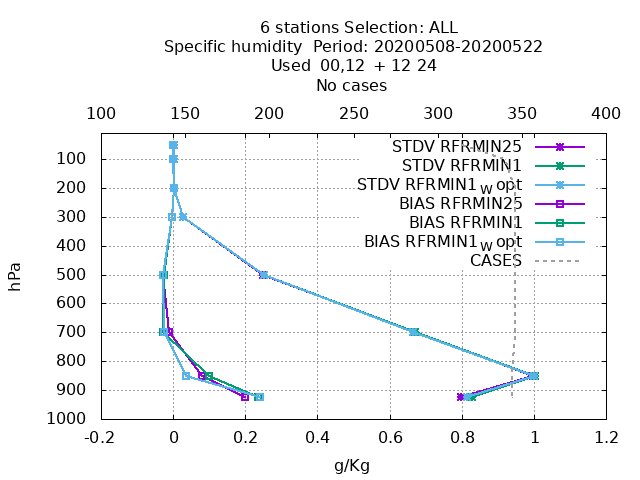 6 stations Selection: ALL
Specific humidity  Period: 20200508-20200522
Used  00,12  + 12 24
No cases
100 150 200 250 300 350 400
STDV RFRMIN25
STDV RFRMIN1
STDV RFRMIN1_W opt
BIAS RFRMIN25
BIAS RFRMIN1
BIAS RFRMIN1_W opt
CASES
hPa
100
200
300
400
500
600
700
800
900
1000
-0.2 0 0.2 0.4 0.6 0.8 1 1.2
g/Kg